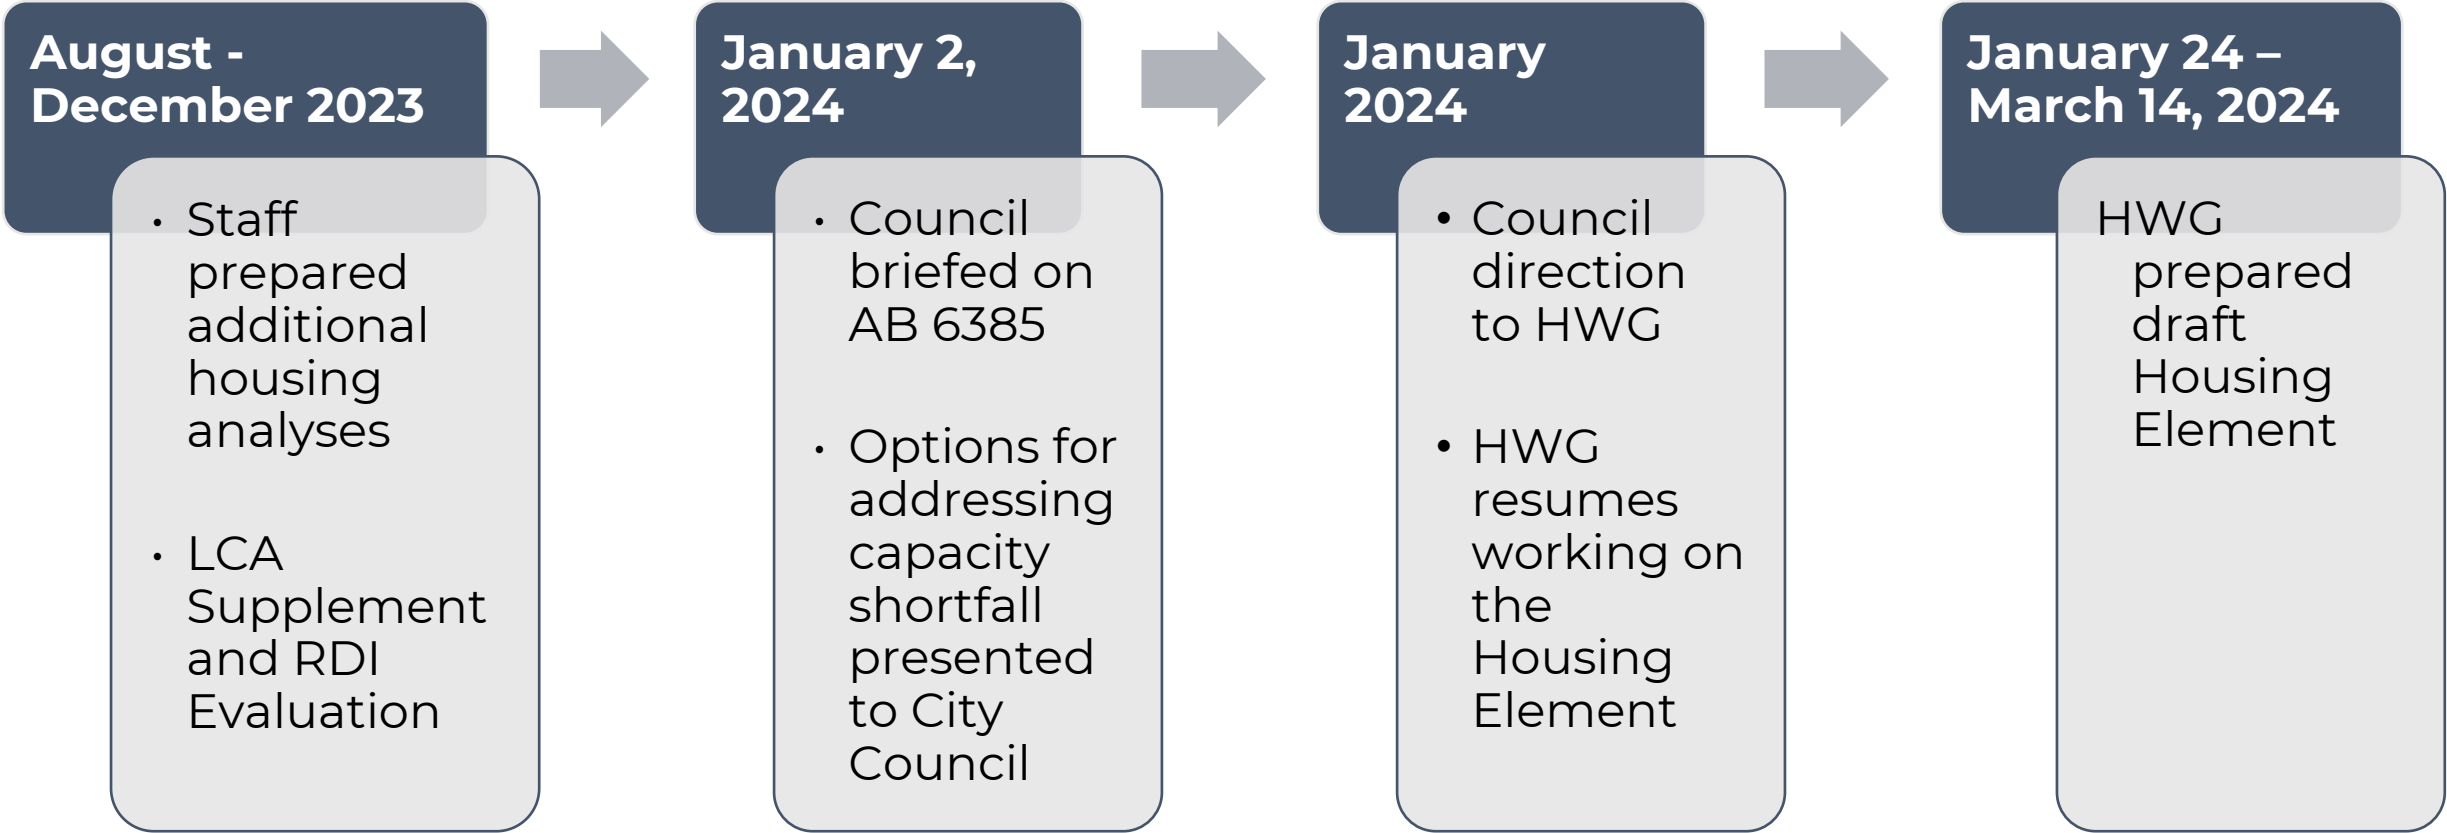 August -
December 2023
• Staff
prepared
additional
housing
analyses
• LCA
Supplement
and RDI
Evaluation
January 2,
2024
• Council
briefed on
AB 6385
• Options for
addressing
capacity
shortfall
presented
to City
Council
January
2024
• Council
direction
to HWG
• HWG
resumes
working on
the
Housing
Element
January 24 –
March 14, 2024
HWG
prepared
draft
Housing
Element